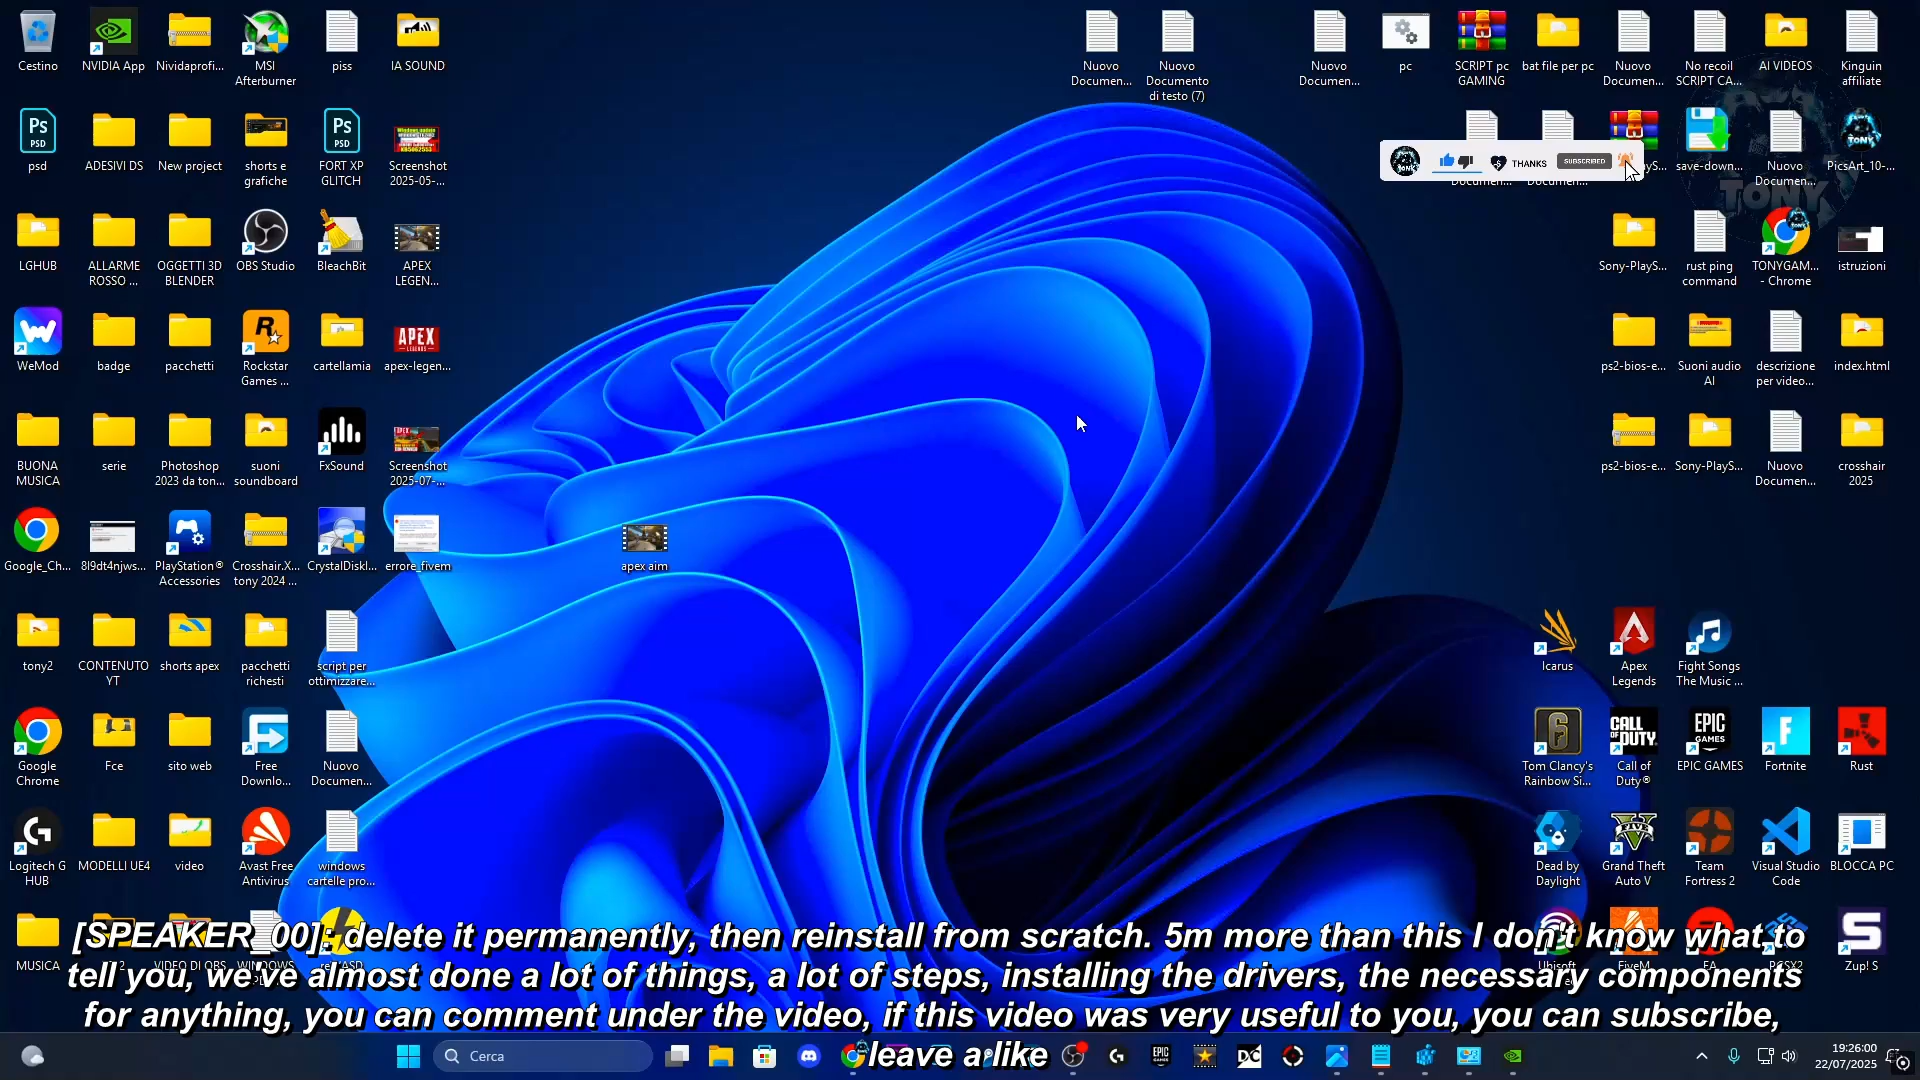 Cestino
NVIDIA App
Nividaprofi...
MSI Afterburner
piss
IA SOUND
Nuovo Documen...
Nuovo Documento di testo (7)
Nuovo Documen...
pc
SCRIPT pc GAMING
bat file per pc
Nuovo Documen...
No recoil SCRIPT CA...
AI VIDEOS
Kinguin affiliate
psd
ADESIVI DS
New project
shorts e grafiche
FORT XP GLITCH
Screenshot 2025-05-...
THANKS
SUBSCRIBED
save-down...
Nuovo Documen...
PicsArt_10-...
TONY
LGHUB
ALLARME ROSSO ...
OGGETTI 3D BLENDER
OBS Studio
BleachBit
APEX LEGEN...
Sony-PlayS...
rust ping command
TONYGAM... - Chrome
istruzioni
WeMod
badge
pacchetti
Rockstar Games ...
cartellamia
apex-legen...
ps2-bios-e...
Suoni audio AI
descrizione per video...
index.html
BUONA MUSICA
serie
Photoshop 2023 da ton...
suoni soundboard
FxSound
Screenshot 2025-07-...
ps2-bios-e...
Sony-PlayS...
Nuovo Documen...
crosshair 2025
Google_Ch...
8l9dt4njws...
PlayStation® Accessories
Crosshair.X... tony 2024 ...
CrystalDiskI...
errore_fivem
apex aim
tony2
CONTENUTO YT
shorts apex
pacchetti richesti
script per ottimizzare...
Icarus
Apex Legends
Fight Songs The Music ...
Google Chrome
Fce
sito web
Free Downlo...
Nuovo Documen...
Tom Clancy's Rainbow Si...
Call of Duty®
EPIC GAMES
Fortnite
Rust
Logitech G HUB
MODELLI UE4
video
Avast Free Antivirus
windows cartelle pro...
Dead by Daylight
Grand Theft Auto V
Team Fortress 2
Visual Studio Code
BLOCCA PC
MUSICA
VIDEO DI OBS
WINDOWS
Ubisoft
FiveM
EA
PCSX2
Zup! S
[SPEAKER_00]: delete it permanently, then reinstall from scratch. 5m more than this I don't know what to
tell you, we've almost done a lot of things, a lot of steps, installing the drivers, the necessary components
for anything, you can comment under the video, if this video was very useful to you, you can subscribe,
leave a like
Cerca
19:26:00
22/07/2025